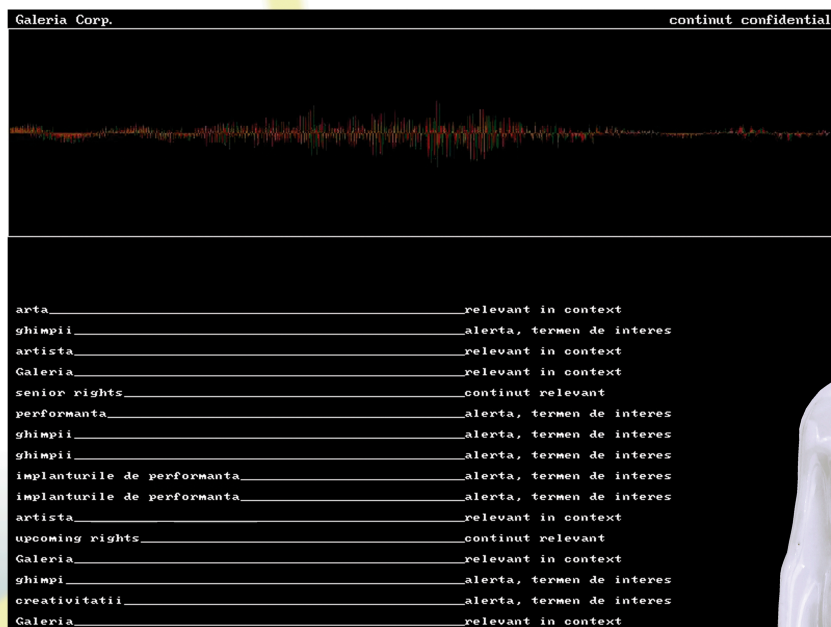 Galeria Corp. continut confidential
arta relevant in context
ghimpii alerta, termen de interes
artista relevant in context
Galeria relevant in context
senior rights continut relevant
performanta alerta, termen de interes
ghimpii alerta, termen de interes
ghimpii alerta, termen de interes
implanturile de performanta alerta, termen de interes
implanturile de performanta alerta, termen de interes
artista relevant in context
upcoming rights continut relevant
Galeria relevant in context
ghimpi alerta, termen de interes
creativitatii alerta, termen de interes
Galeria relevant in context